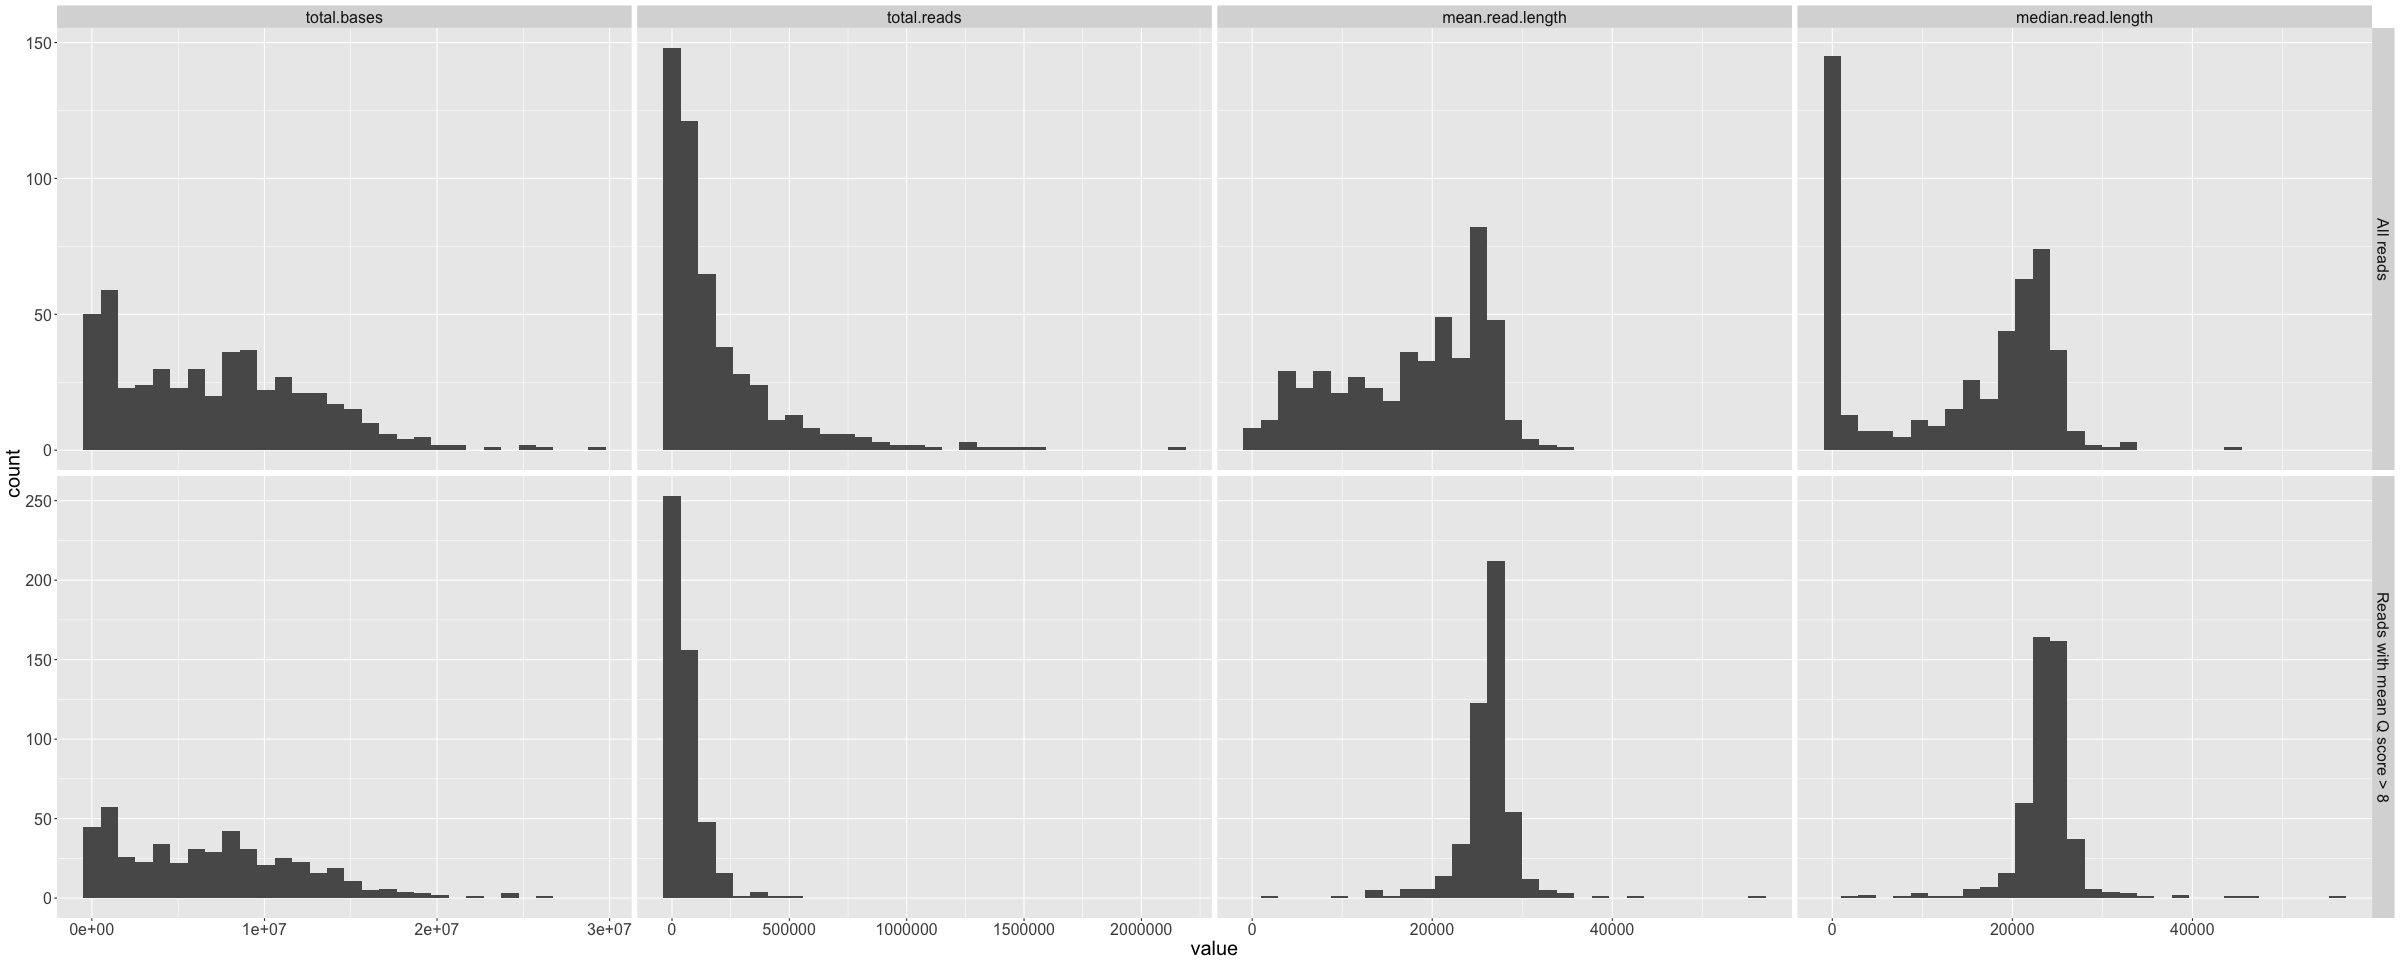 total.bases
total.reads
mean.read.length
median.read.length
150
100
50
0
All reads
count
250
200
150
100
50
0
Reads with mean Q score > 8
0e+00 1e+07 2e+07 3e+07
0 500000 1000000 1500000 2000000
0 20000 40000
0 20000 40000
value